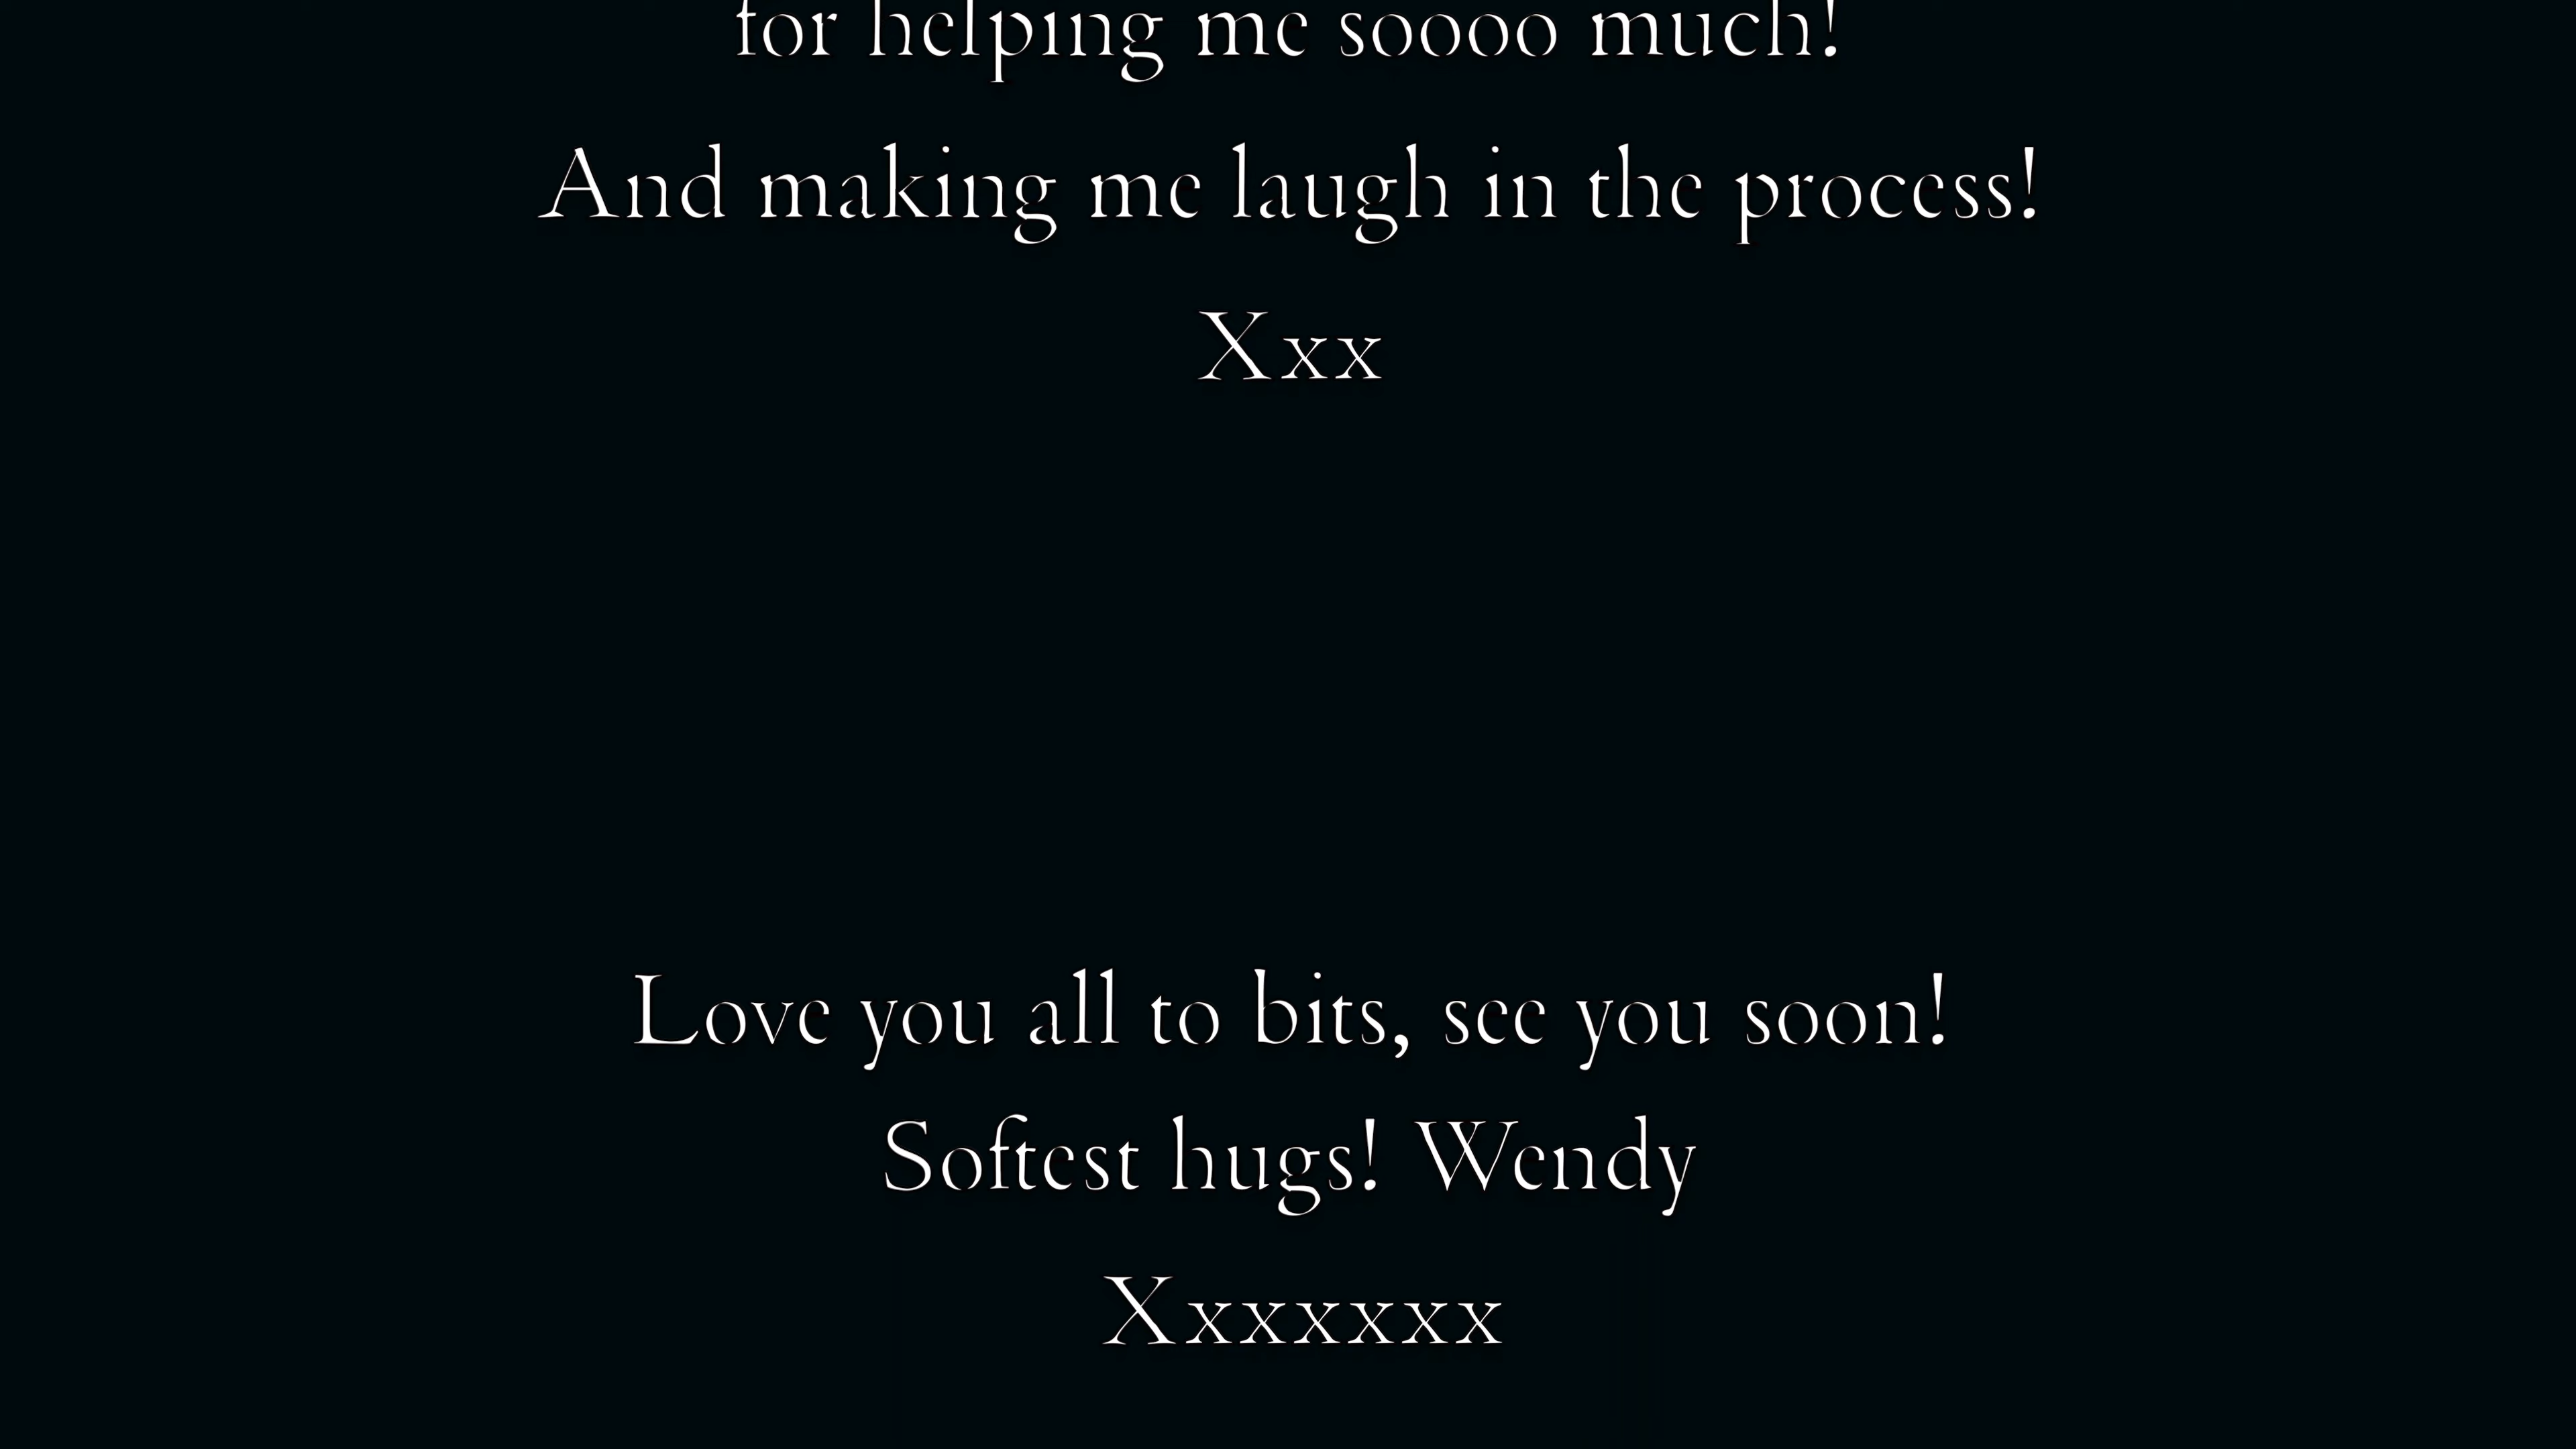 for helping me soooo much!
And making me laugh in the process!
Xxx
Love you all to bits, see you soon!
Softest hugs! Wendy
Xxxxxxx